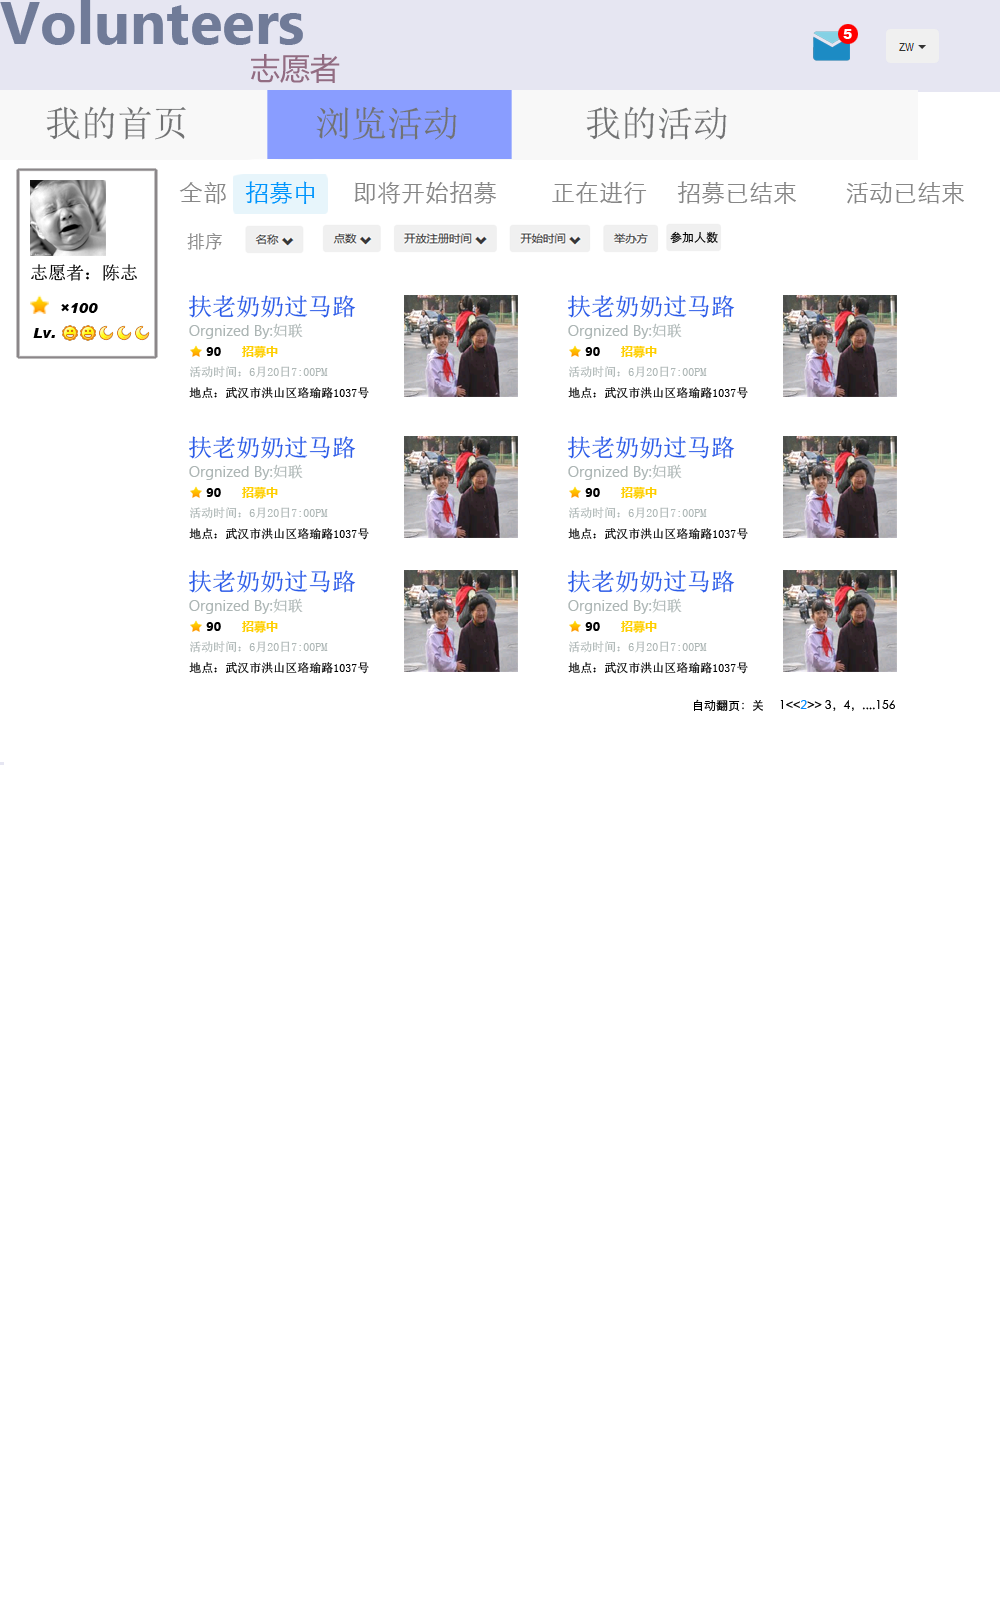 Volunteers
志愿者
5
ZW
我的首页 浏览活动 我的活动
全部 招募中 即将开始招募 正在进行 招募已结束 活动已结束
排序 名称 点数 开放注册时间 开始时间 举办方 参加人数
志愿者：陈志
×100
Lv.
扶老奶奶过马路
Orgnized By:妇联
90 招募中
活动时间：6月20日7:00PM
地点：武汉市洪山区珞瑜路1037号
扶老奶奶过马路
Orgnized By:妇联
90 招募中
活动时间：6月20日7:00PM
地点：武汉市洪山区珞瑜路1037号
扶老奶奶过马路
Orgnized By:妇联
90 招募中
活动时间：6月20日7:00PM
地点：武汉市洪山区珞瑜路1037号
扶老奶奶过马路
Orgnized By:妇联
90 招募中
活动时间：6月20日7:00PM
地点：武汉市洪山区珞瑜路1037号
扶老奶奶过马路
Orgnized By:妇联
90 招募中
活动时间：6月20日7:00PM
地点：武汉市洪山区珞瑜路1037号
扶老奶奶过马路
Orgnized By:妇联
90 招募中
活动时间：6月20日7:00PM
地点：武汉市洪山区珞瑜路1037号
自动翻页：关 1<<2>> 3，4，....156